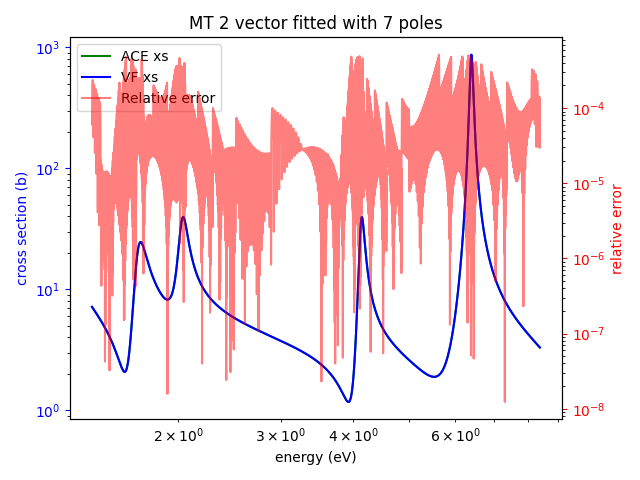 MT 2 vector fitted with 7 poles
ACE xs
VF xs
Relative error
cross section (b)
10³
10²
10¹
10⁰
relative error
10⁻⁴
10⁻⁵
10⁻⁶
10⁻⁷
10⁻⁸
2 × 10⁰ 3 × 10⁰ 4 × 10⁰ 6 × 10⁰
energy (eV)